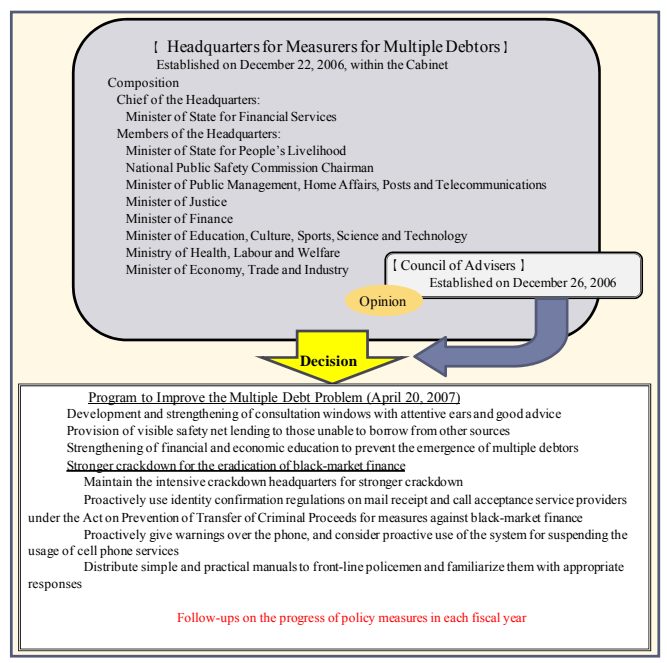 【 Headquarters for Measurers for Multiple Debtors】
Established on December 22, 2006, within the Cabinet
Composition
Chief of the Headquarters:
Minister of State for Financial Services
Members of the Headquarters:
Minister of State for People's Livelihood
National Public Safety Commission Chairman
Minister of Public Management, Home Affairs, Posts and Telecommunications
Minister of Justice
Minister of Finance
Minister of Education, Culture, Sports, Science and Technology
Ministry of Health, Labour and Welfare
Minister of Economy, Trade and Industry
【 Council of Advisers 】
Established on December 26, 2006
Opinion
Decision
Program to Improve the Multiple Debt Problem (April 20, 2007)
Development and strengthening of consultation windows with attentive ears and good advice
Provision of visible safety net lending to those unable to borrow from other sources
Strengthening of financial and economic education to prevent the emergence of multiple debtors
Stronger crackdown for the eradication of black-market finance
Maintain the intensive crackdown headquarters for stronger crackdown
Proactively use identity confirmation regulations on mail receipt and call acceptance service providers
under the Act on Prevention of Transfer of Criminal Proceeds for measures against black-market finance
Proactively give warnings over the phone, and consider proactive use of the system for suspending the
usage of cell phone services
Distribute simple and practical manuals to front-line policemen and familiarize them with appropriate
responses
Follow-ups on the progress of policy measures in each fiscal year